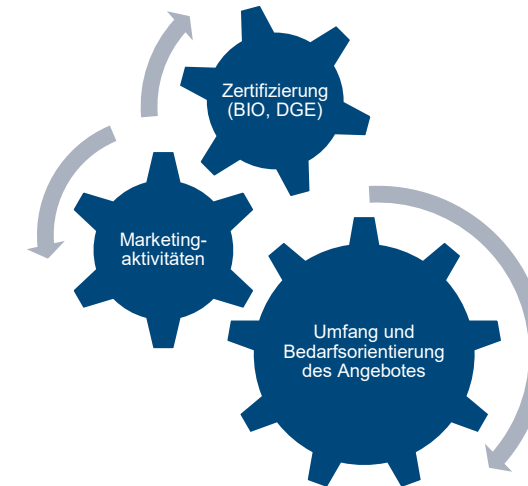 Zertifizierung
(BIO, DGE)
Marketing-
aktivitäten
Umfang und
Bedarfsorientierung
des Angebotes